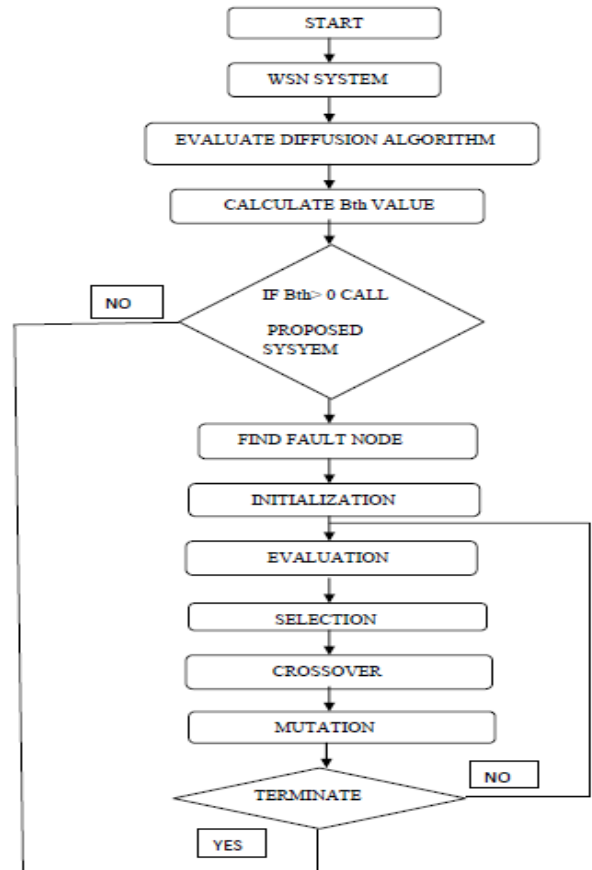 START
WSN SYSTEM
EVALUATE DIFFUSION ALGORITHM
CALCULATE Bth VALUE
NO
IF Bth> 0 CALL
PROPOSED
SYSYEM
FIND FAULT NODE
INITIALIZATION
EVALUATION
SELECTION
CROSSOVER
MUTATION
TERMINATE
NO
YES